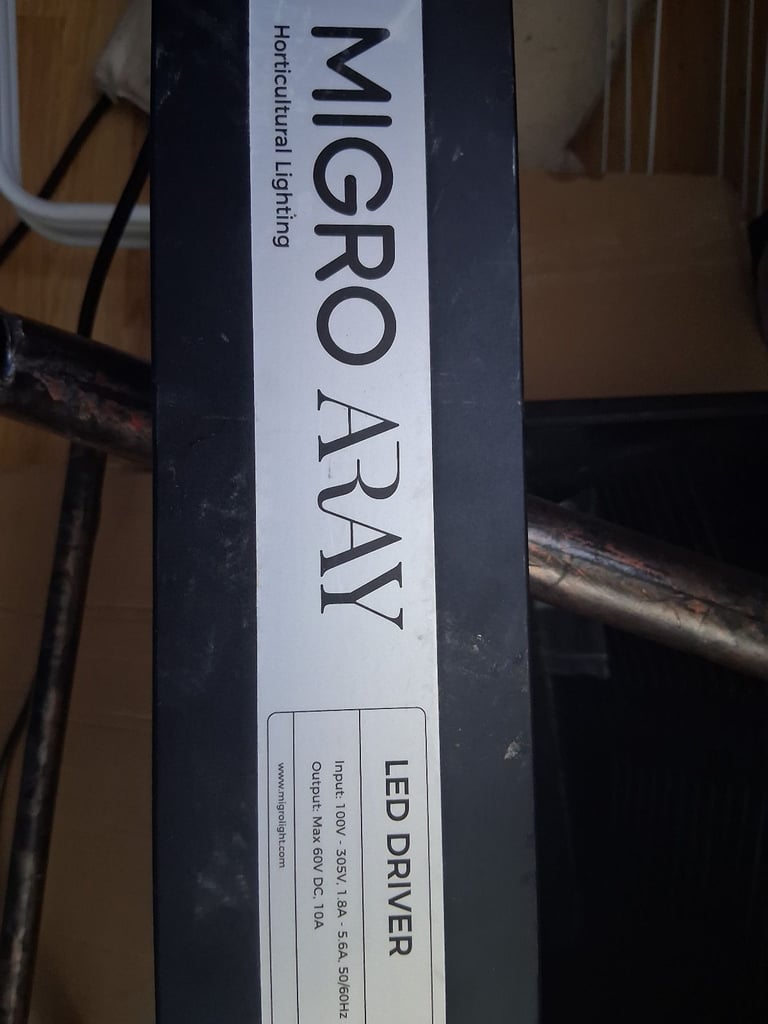 MIGRO ARAY
Horticultural Lighting
LED DRIVER
Input: 100V - 305V, 1.8A - 5.6A, 50/60Hz
Output: Max 60V DC, 10A
www.migrolight.com